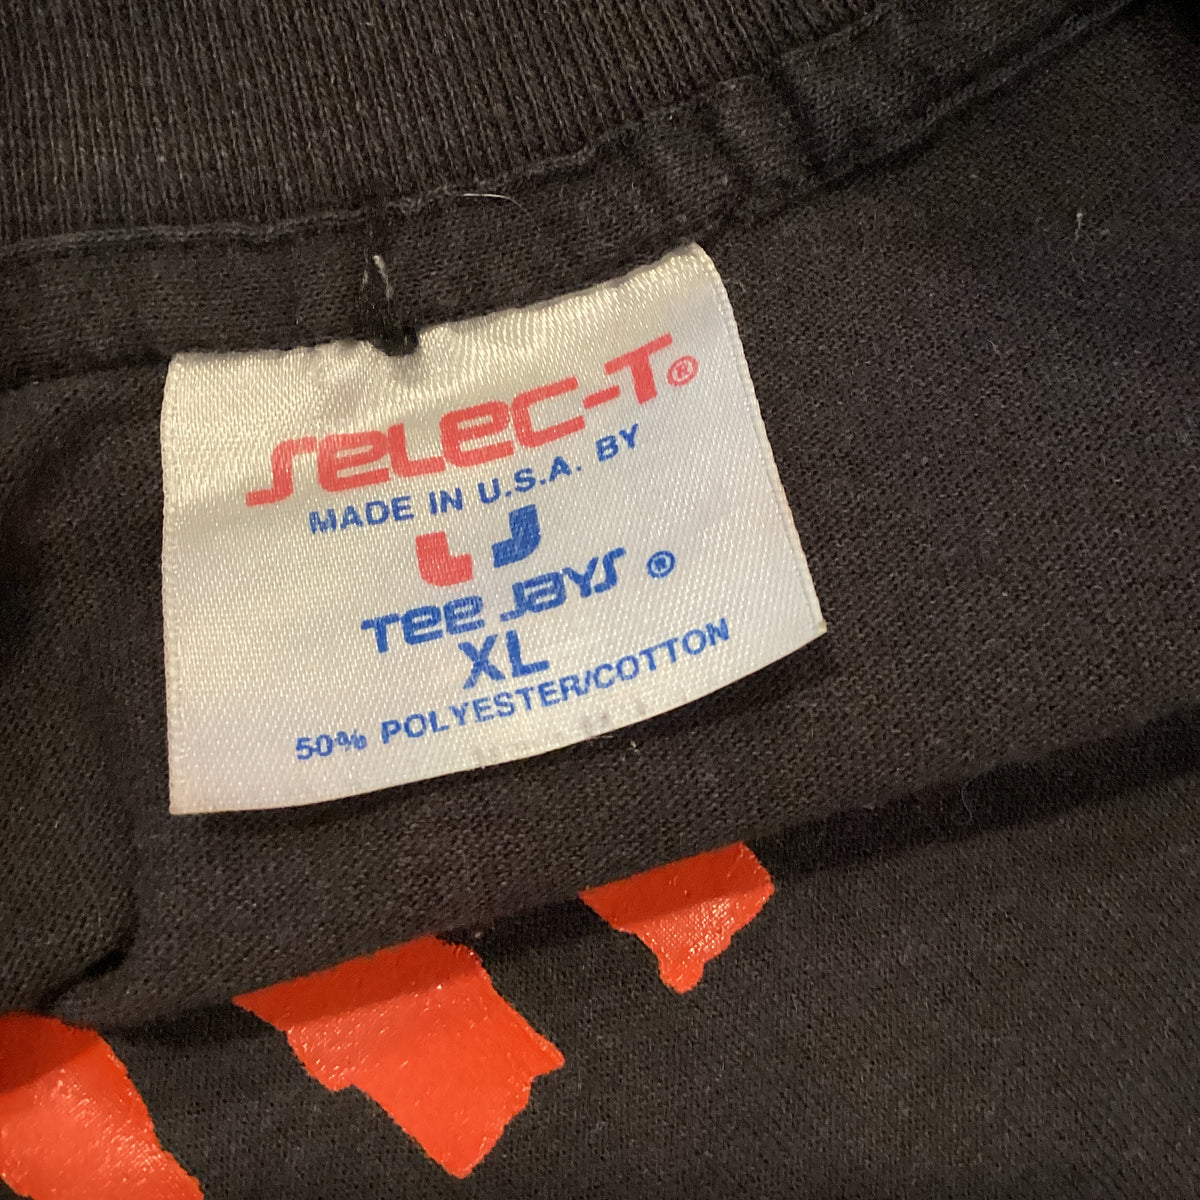 SELEC-T®
MADE IN U.S.A. BY
TEE JAYS ®
XL
50% POLYESTER/COTTON